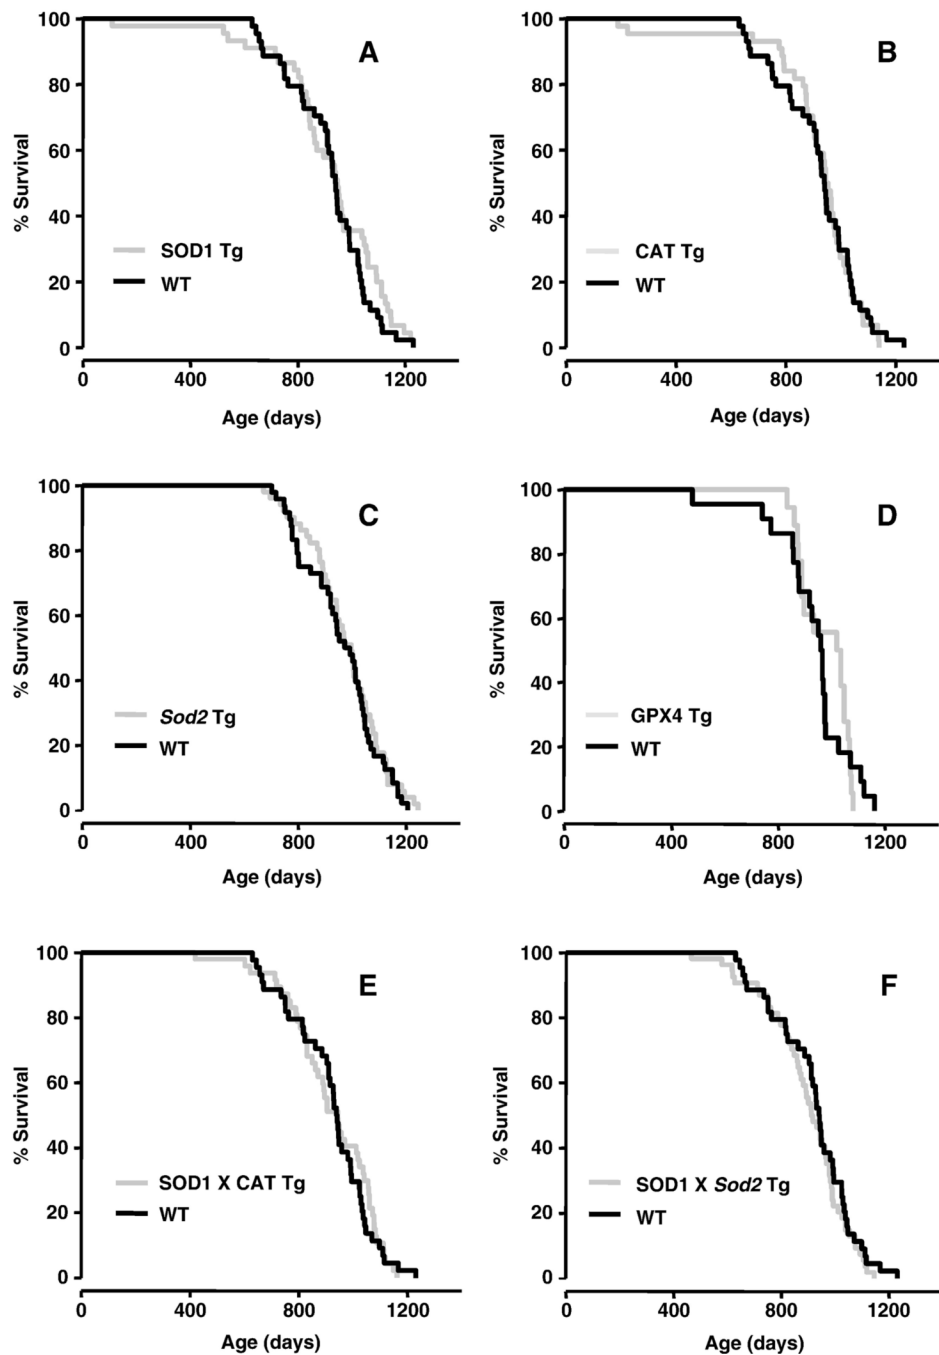 A
% Survival
100
80
60
40
20
0
SOD1 Tg
WT
0 400 800 1200
Age (days)
B
% Survival
100
80
60
40
20
0
CAT Tg
WT
0 400 800 1200
Age (days)
C
% Survival
100
80
60
40
20
0
Sod2 Tg
WT
0 400 800 1200
Age (days)
D
% Survival
100
80
60
40
20
0
GPX4 Tg
WT
0 400 800 1200
Age (days)
E
% Survival
100
80
60
40
20
0
SOD1 X CAT Tg
WT
0 400 800 1200
Age (days)
F
% Survival
100
80
60
40
20
0
SOD1 X Sod2 Tg
WT
0 400 800 1200
Age (days)